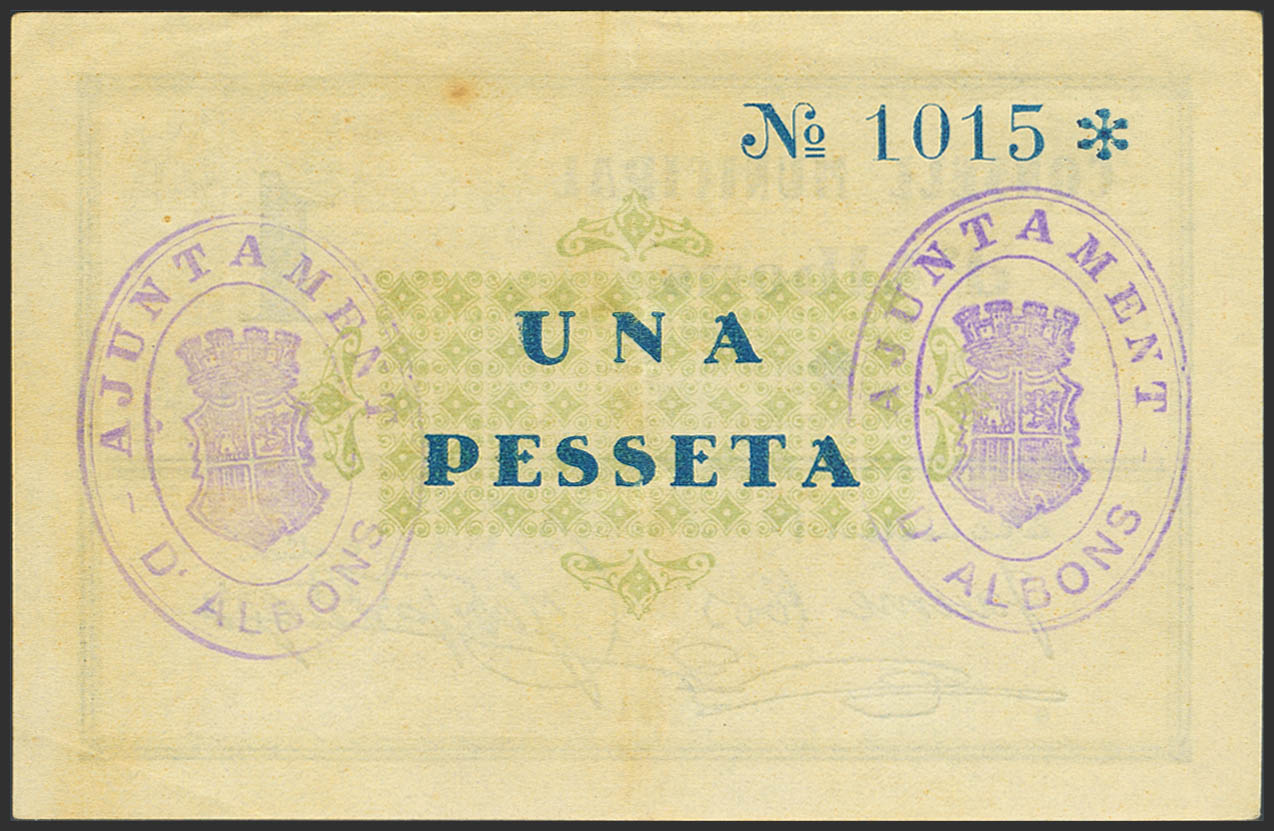 Nº 1015 *
AJUNTAMENT
D' ALBONS
UNA
PESSETA
AJUNTAMENT
D' ALBONS